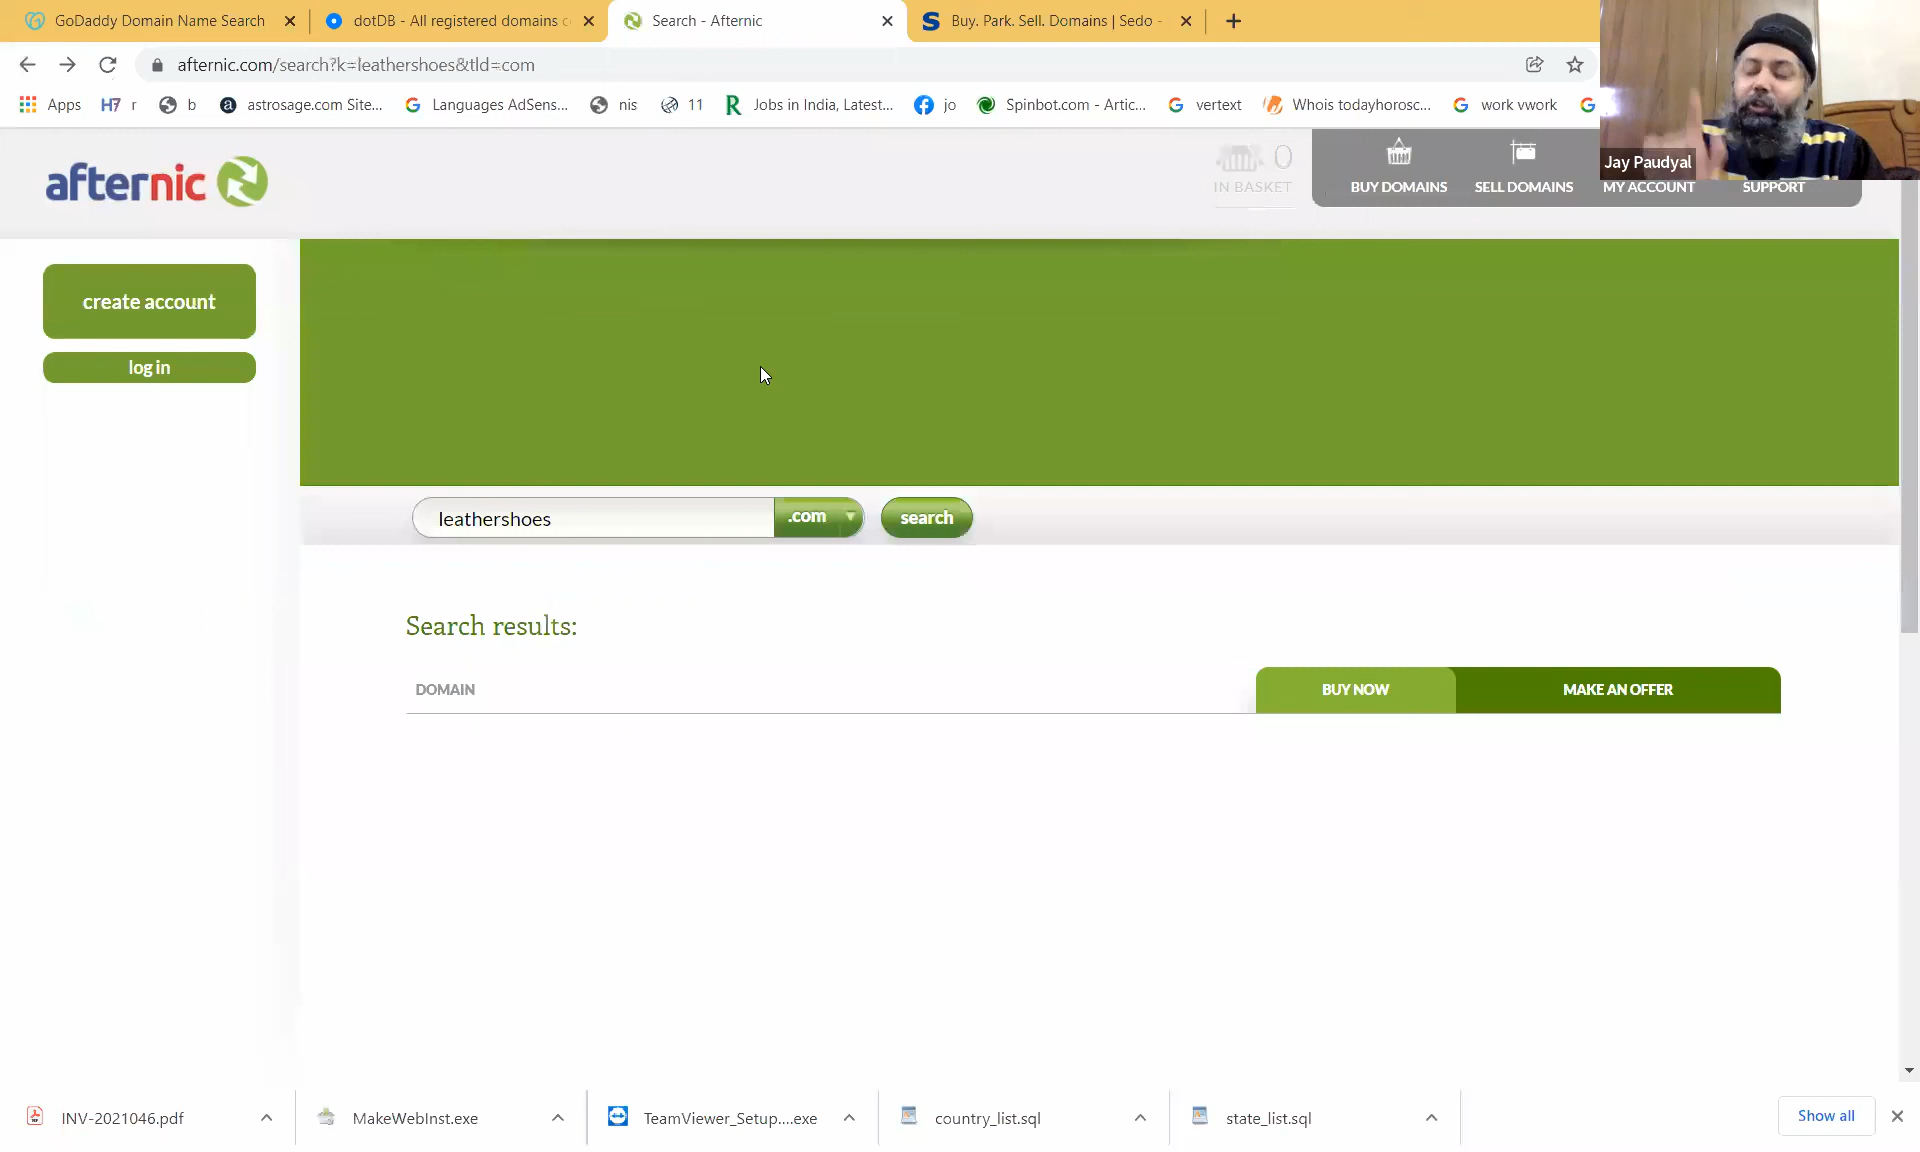 GoDaddy Domain Name Search
dotDB - All registered domains c
Search - Afternic
Buy. Park. Sell. Domains | Sedo -
afternic.com/search?k=leathershoes&tld=com
Apps
H7 r
b
astrosage.com Site...
Languages AdSens...
nis
11
Jobs in India, Latest...
jo
Spinbot.com - Artic...
vertext
Whois todayhorosc...
work vwork
Jay Paudyal
afternic
0
IN BASKET
BUY DOMAINS
SELL DOMAINS
MY ACCOUNT
SUPPORT
create account
log in
leathershoes
.com
search
Search results:
DOMAIN
BUY NOW
MAKE AN OFFER
INV-2021046.pdf
MakeWebInst.exe
TeamViewer_Setup....exe
country_list.sql
state_list.sql
Show all